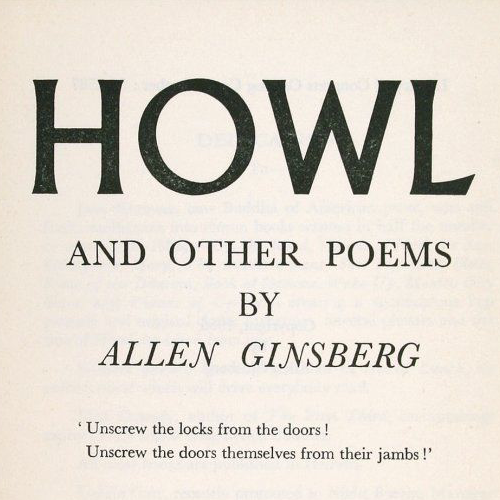 HOWL
AND OTHER POEMS
BY
ALLEN GINSBERG
‘Unscrew the locks from the doors!
Unscrew the doors themselves from their jambs!’